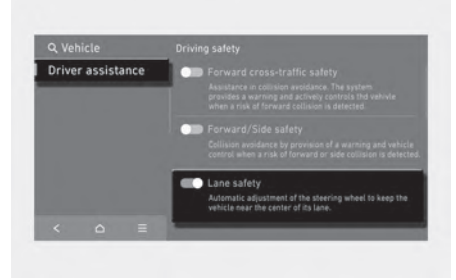 Vehicle
Driver assistance
Driving safety
Forward cross-traffic safety
Assistance in collision avoidance. The system
provides a warning and actively controls thd vehivle
when a risk of forward collision is detected.
Forward/Side safety
Collision avoidance by provision of a warning and vehicle
control when a risk of forward or side collision is detected.
Lane safety
Automatic adjustment of the steering wheel to keep the
vehicle near the center of its lane.